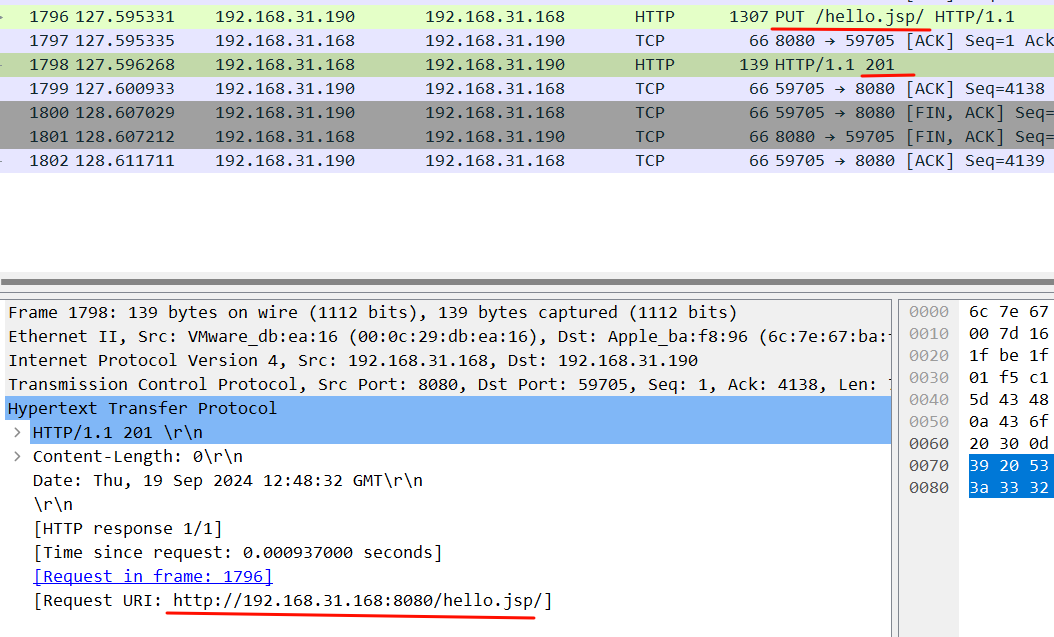 1796 127.595331 192.168.31.190 192.168.31.168 HTTP 1307 PUT /hello.jsp/ HTTP/1.1
1797 127.595335 192.168.31.168 192.168.31.190 TCP 66 8080 → 59705 [ACK] Seq=1 Ack
1798 127.596268 192.168.31.168 192.168.31.190 HTTP 139 HTTP/1.1 201
1799 127.600933 192.168.31.190 192.168.31.168 TCP 66 59705 → 8080 [ACK] Seq=4138
1800 128.607029 192.168.31.190 192.168.31.168 TCP 66 59705 → 8080 [FIN, ACK] Seq=
1801 128.607212 192.168.31.168 192.168.31.190 TCP 66 8080 → 59705 [FIN, ACK] Seq=
1802 128.611711 192.168.31.190 192.168.31.168 TCP 66 59705 → 8080 [ACK] Seq=4139
Frame 1798: 139 bytes on wire (1112 bits), 139 bytes captured (1112 bits)
Ethernet II, Src: VMware_db:ea:16 (00:0c:29:db:ea:16), Dst: Apple_ba:f8:96 (6c:7e:67:ba:
Internet Protocol Version 4, Src: 192.168.31.168, Dst: 192.168.31.190
Transmission Control Protocol, Src Port: 8080, Dst Port: 59705, Seq: 1, Ack: 4138, Len:
Hypertext Transfer Protocol
HTTP/1.1 201 \r\n
Content-Length: 0\r\n
Date: Thu, 19 Sep 2024 12:48:32 GMT\r\n
\r\n
[HTTP response 1/1]
[Time since request: 0.000937000 seconds]
[Request in frame: 1796]
[Request URI: http://192.168.31.168:8080/hello.jsp/]
0000 6c 7e 67
0010 00 7d 16
0020 1f be 1f
0030 01 f5 c1
0040 5d 43 48
0050 0a 43 6f
0060 20 30 0d
0070 39 20 53
0080 3a 33 32